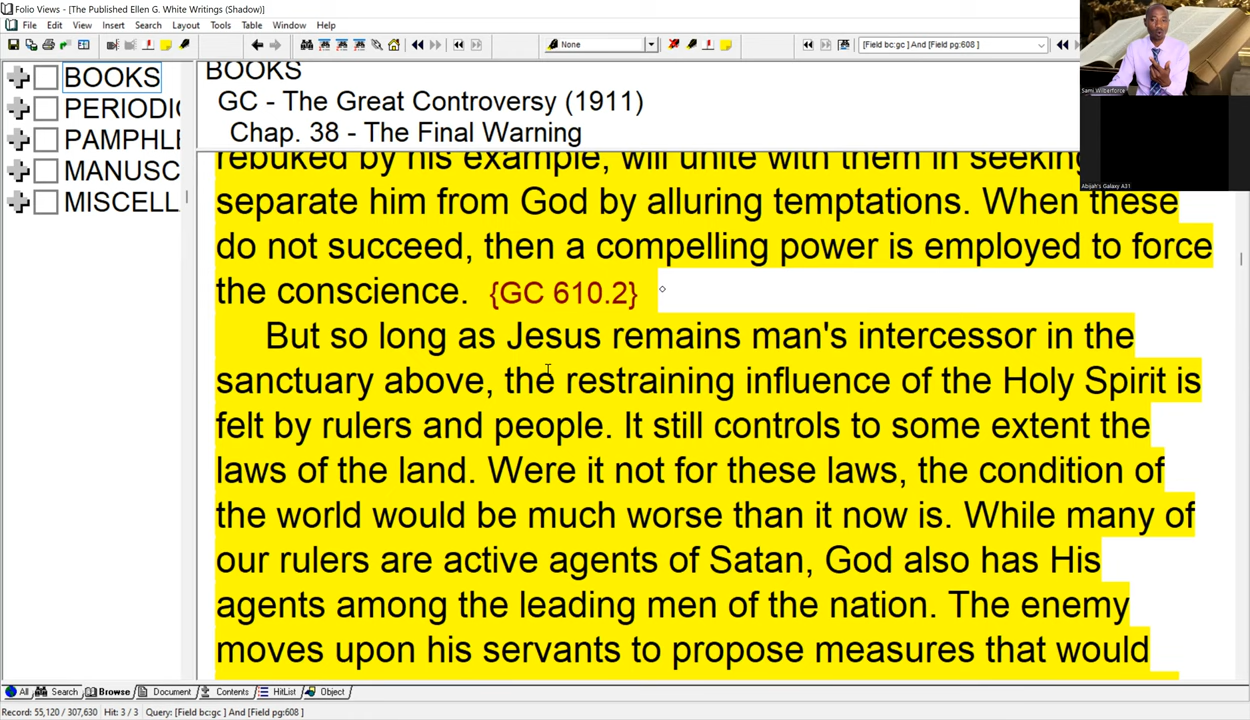 Folio Views - [The Published Ellen G. White Writings (Shadow)]
File Edit View Insert Search Layout Tools Table Window Help
None
[Field bc:gc ] And [Field pg:608 ]
Sami Wilberforce
Abijah's Galaxy A31
BOOKS
PERIODIC
PAMPHLE
MANUSC
MISCELL
BOOKS
GC - The Great Controversy (1911)
Chap. 38 - The Final Warning
rebuked by his example, will unite with them in seeking
separate him from God by alluring temptations. When these
do not succeed, then a compelling power is employed to force
the conscience. {GC 610.2}
But so long as Jesus remains man's intercessor in the
sanctuary above, the restraining influence of the Holy Spirit is
felt by rulers and people. It still controls to some extent the
laws of the land. Were it not for these laws, the condition of
the world would be much worse than it now is. While many of
our rulers are active agents of Satan, God also has His
agents among the leading men of the nation. The enemy
moves upon his servants to propose measures that would
All Search Browse Document Contents HitList Object
Record: 55,120 / 307,630 Hit: 3 / 3 Query: [Field bc:gc ] And [Field pg:608 ]